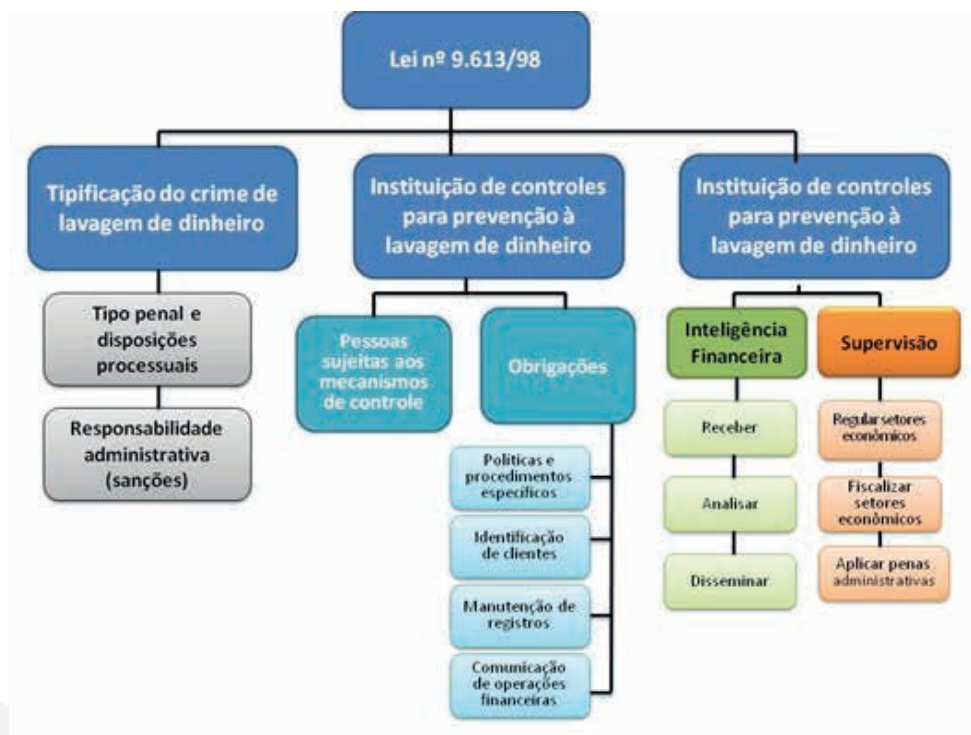 Lei nº 9.613/98
Tipificação do crime de
lavagem de dinheiro
Instituição de controles
para prevenção à
lavagem de dinheiro
Instituição de controles
para prevenção à
lavagem de dinheiro
Tipo penal e
disposições
processuais
Responsabilidade
administrativa
(sanções)
Pessoas
sujeitas aos
mecanismos
de controle
Obrigações
Políticas e
procedimentos
específicos
Identificação
de clientes
Manutenção de
registros
Comunicação
de operações
financeiras
Inteligência
Financeira
Receber
Analisar
Disseminar
Supervisão
Regular setores
econômicos
Fiscalizar
setores
econômicos
Aplicar penas
administrativas